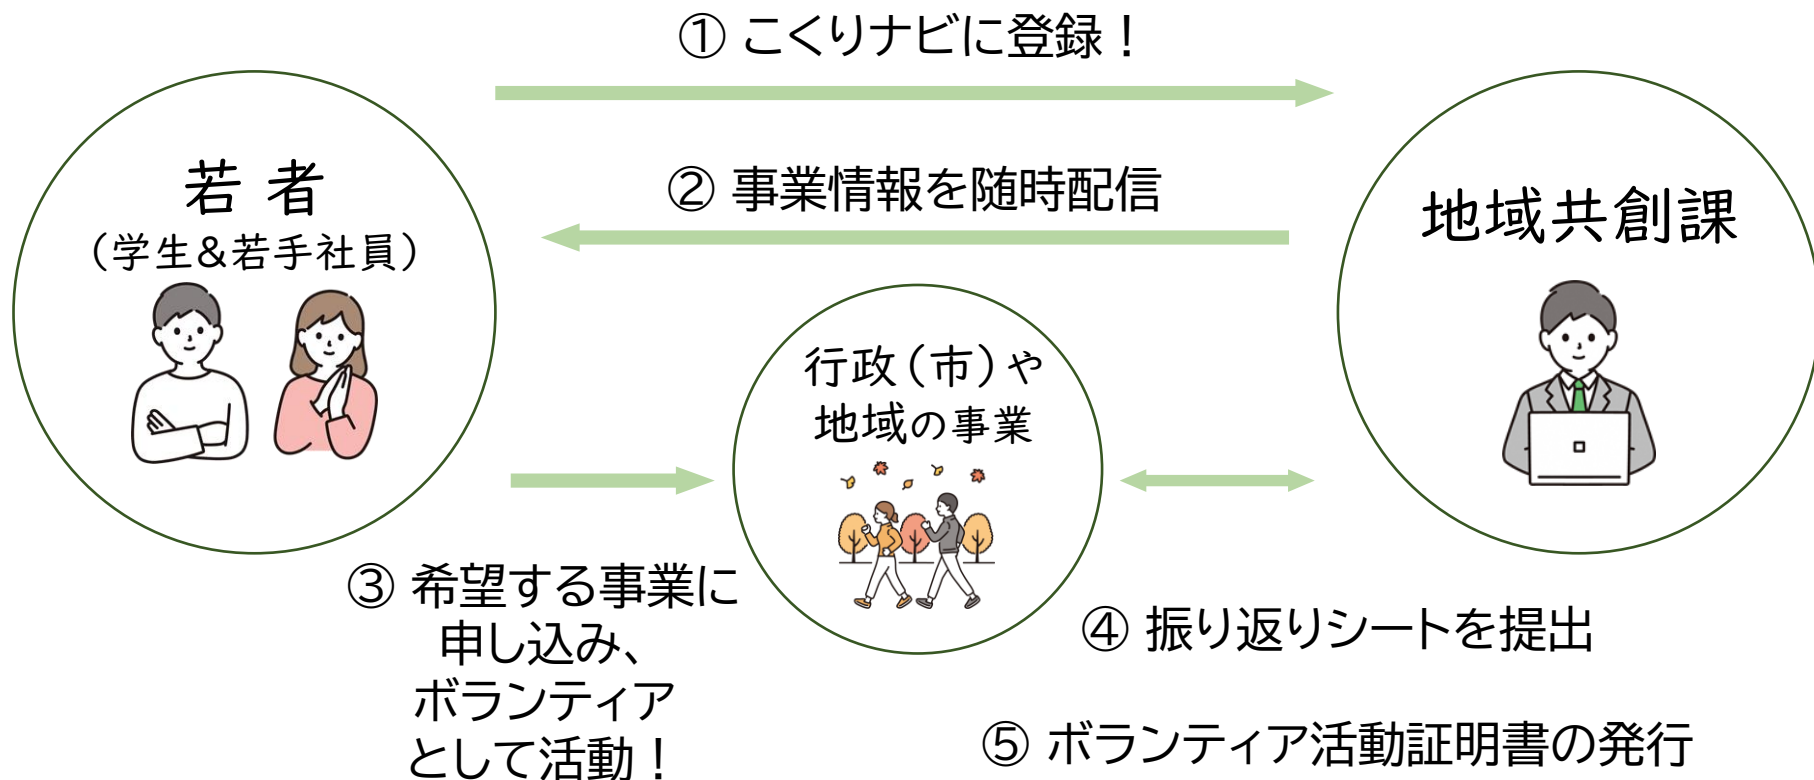 ① こくりナビに登録！
② 事業情報を随時配信
若者
（学生&若手社員）
地域共創課
行政（市）や
地域の事業
③ 希望する事業に
申し込み、
ボランティア
として活動！
④ 振り返りシートを提出
⑤ ボランティア活動証明書の発行